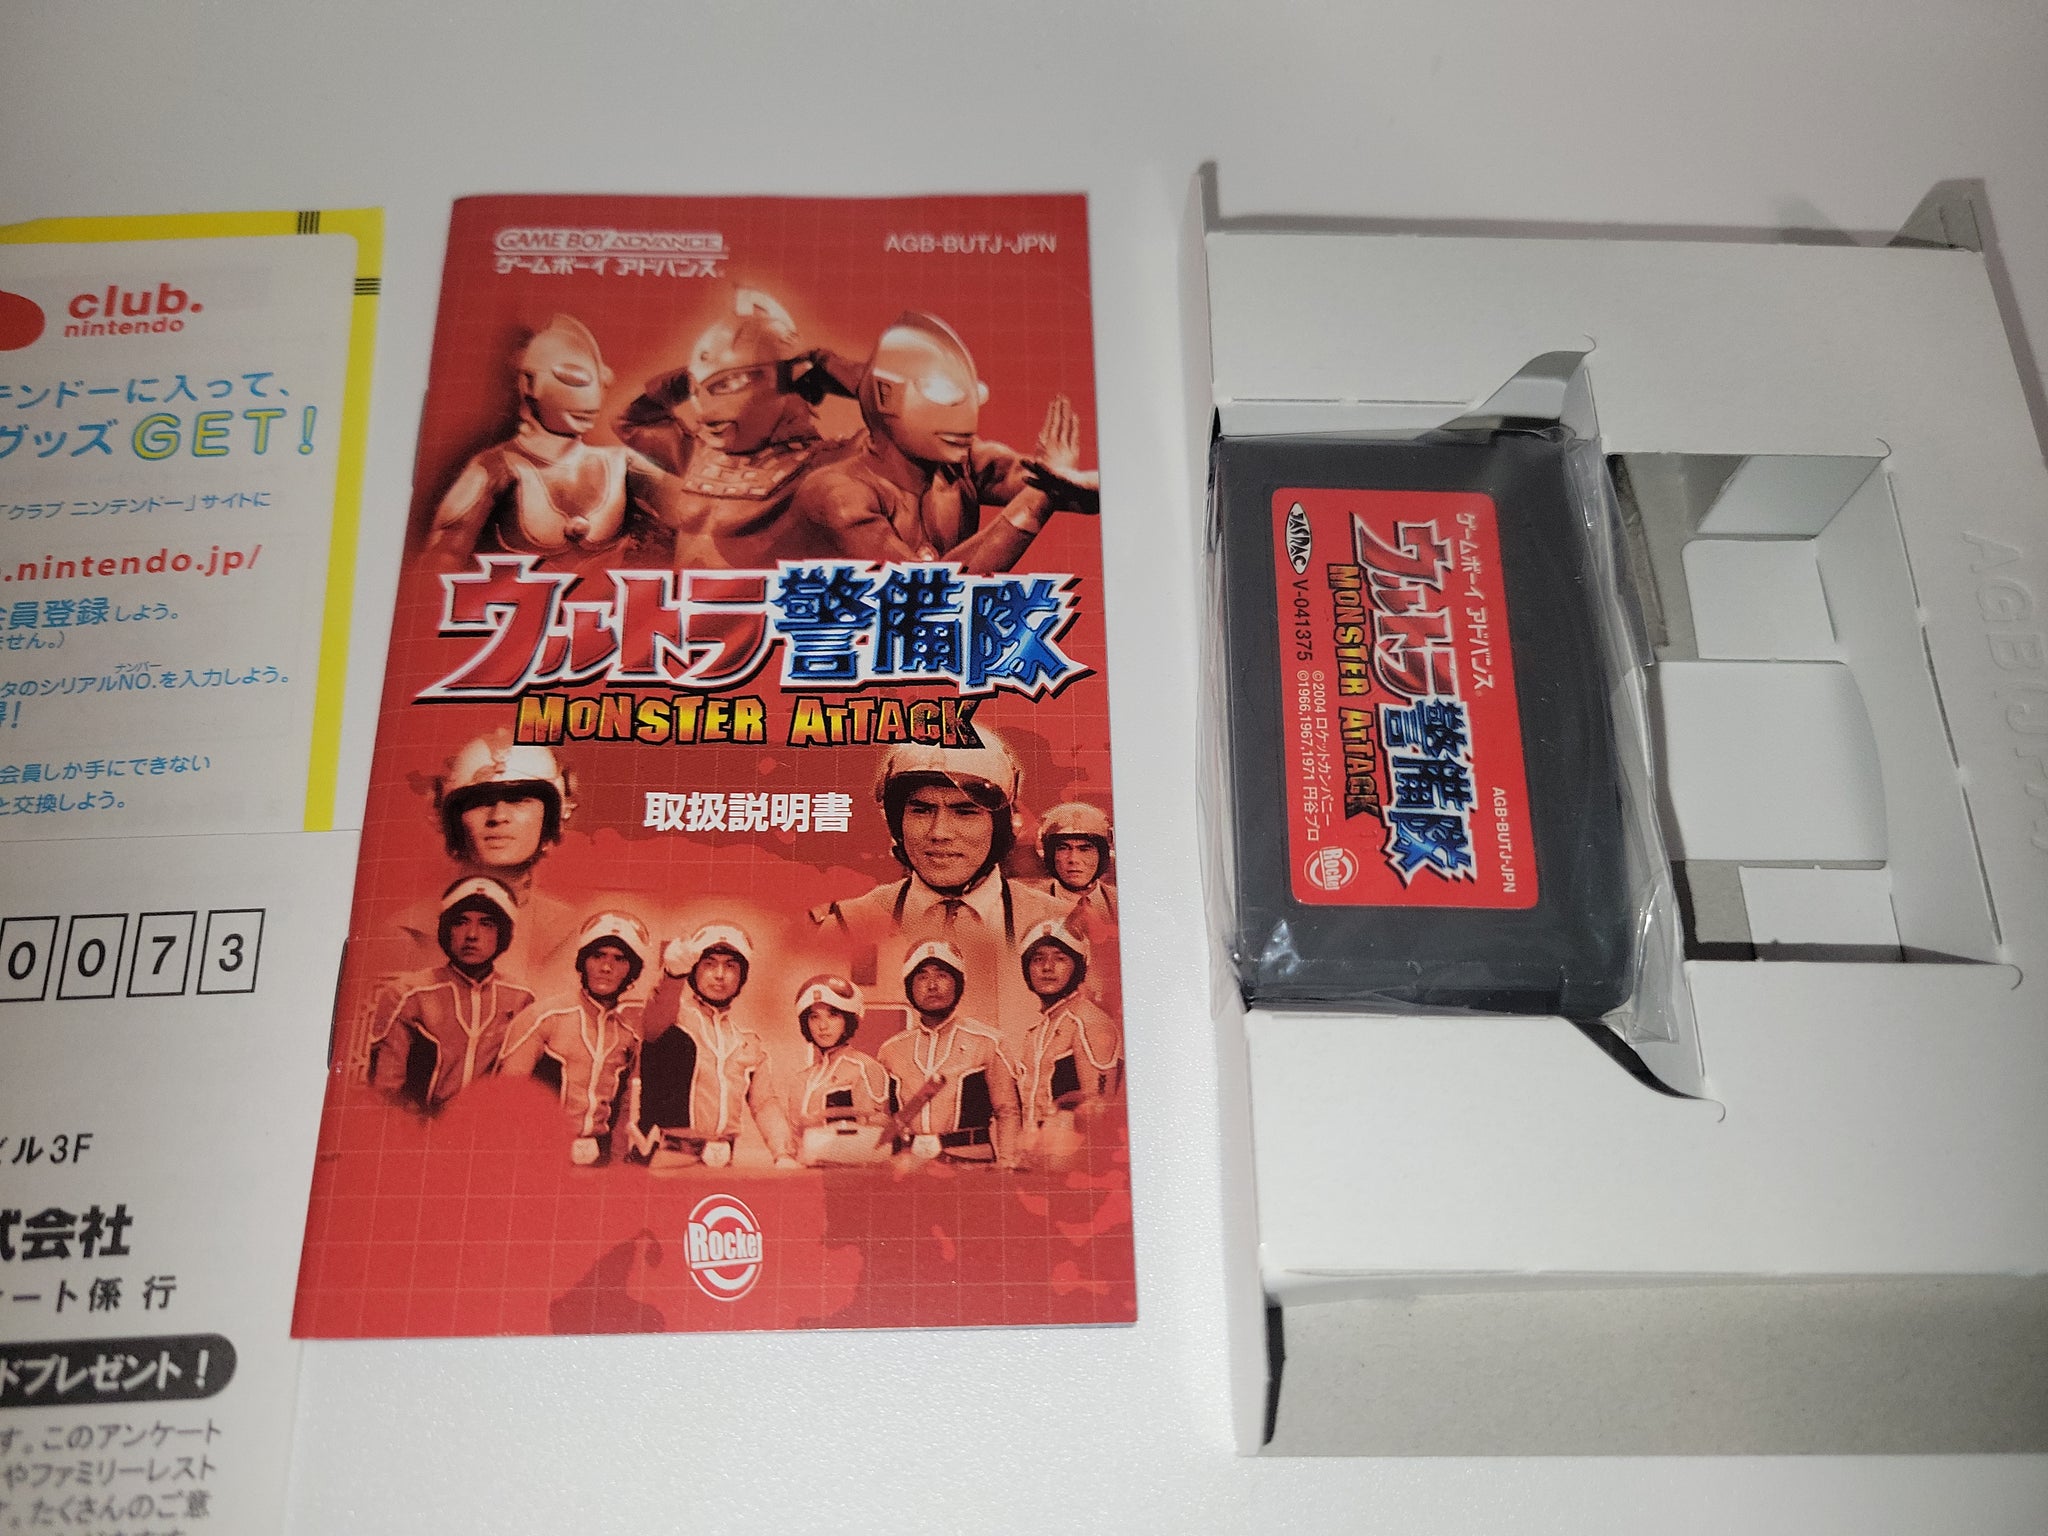 club.
nintendo
テンドーに入って、
グッズ GET!
「クラブ ニンテンドー」サイトに
.nintendo.jp/
会員登録しよう。
ません。)
ナンバー
タのシリアルNO.を入力しよう。
得!
会員しか手にできない
と交換しよう。
0073
ビル3F
式会社
ケート係 行
ドプレゼント!
す。このアンケート
やファミリーレスト
す。たくさんのご意
GAME BOY ADVANCE
ゲームボーイ アドバンス
AGB-BUTJ-JPN
ウルトラ警備隊
MONSTER ATTACK
取扱説明書
Rocket
ゲームボーイ アドバンス
ウルトラ警備隊
MONSTER ATTACK
AGB-BUTJ-JPN
JASRAC
V-041375
©2004 ロケットカンパニー
©1966,1967,1971 円谷プロ
Rocket